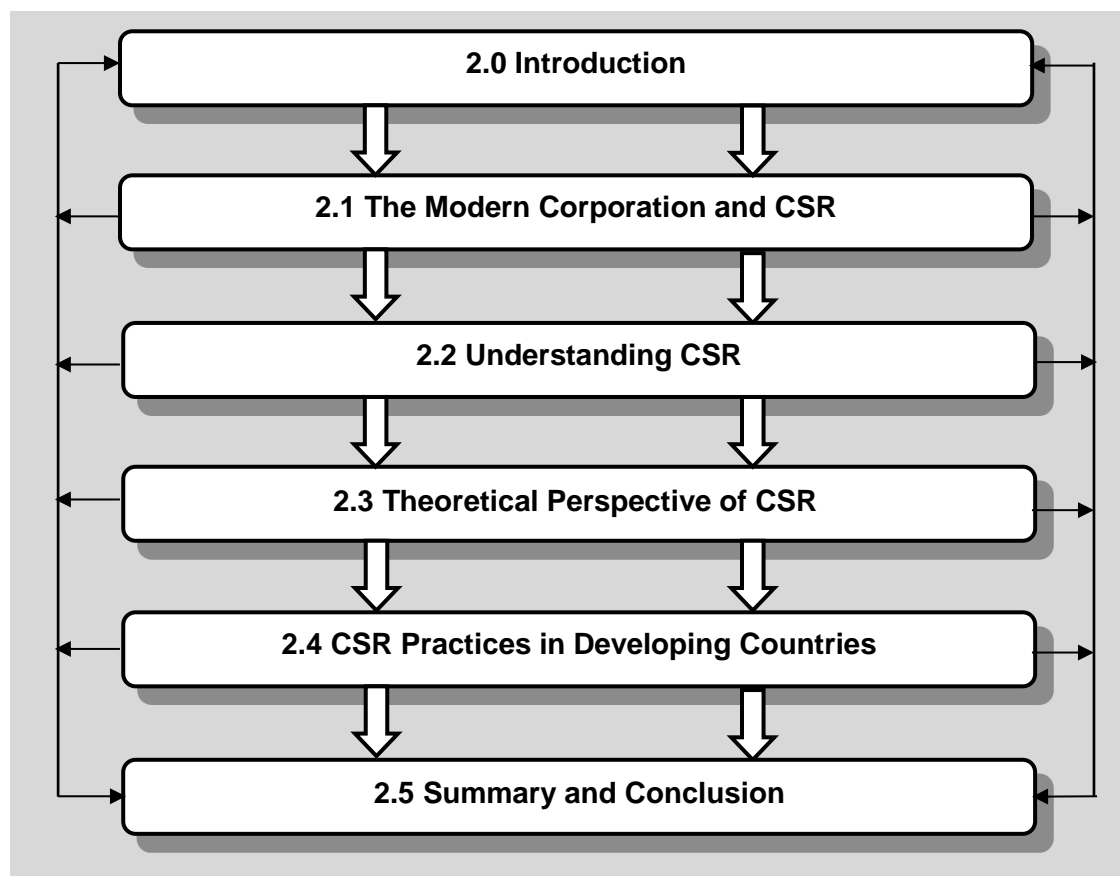 2.0 Introduction
2.1 The Modern Corporation and CSR
2.2 Understanding CSR
2.3 Theoretical Perspective of CSR
2.4 CSR Practices in Developing Countries
2.5 Summary and Conclusion